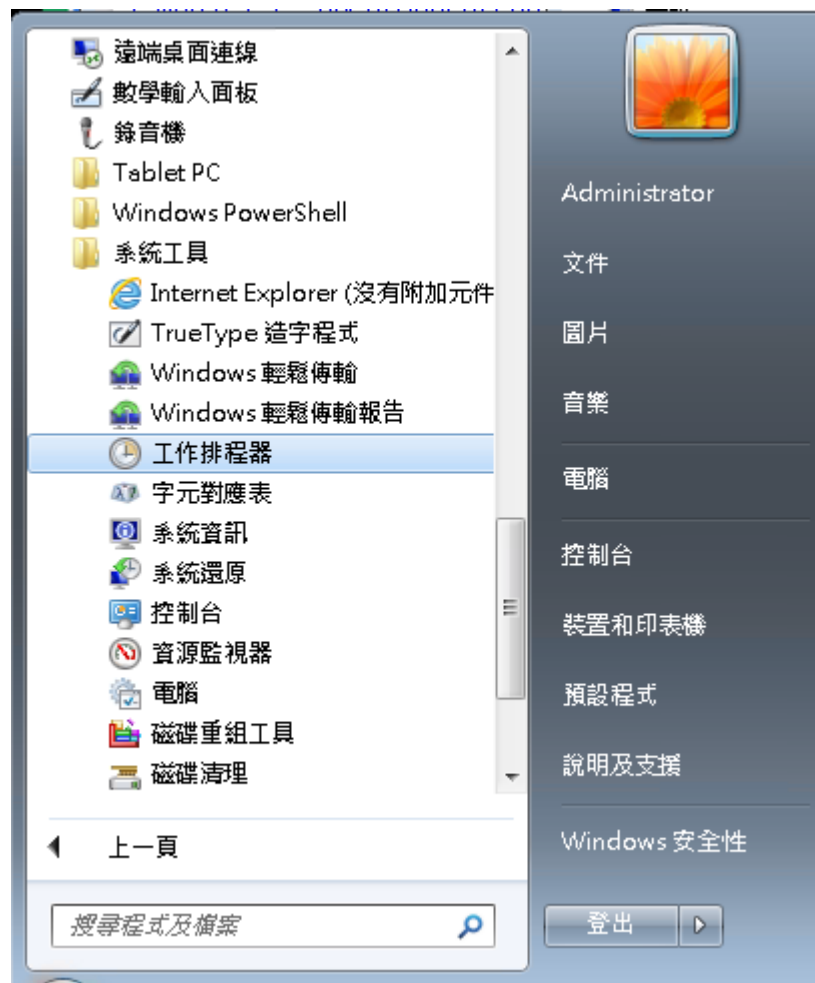 遠端桌面連線
數學輸入面板
錄音機
Tablet PC
Windows PowerShell
系統工具
Internet Explorer (沒有附加元件
TrueType 造字程式
Windows 輕鬆傳輸
Windows 輕鬆傳輸報告
工作排程器
字元對應表
系統資訊
系統還原
控制台
資源監視器
電腦
磁碟重組工具
磁碟清理
上一頁
搜尋程式及檔案
Administrator
文件
圖片
音樂
電腦
控制台
裝置和印表機
預設程式
說明及支援
Windows 安全性
登出